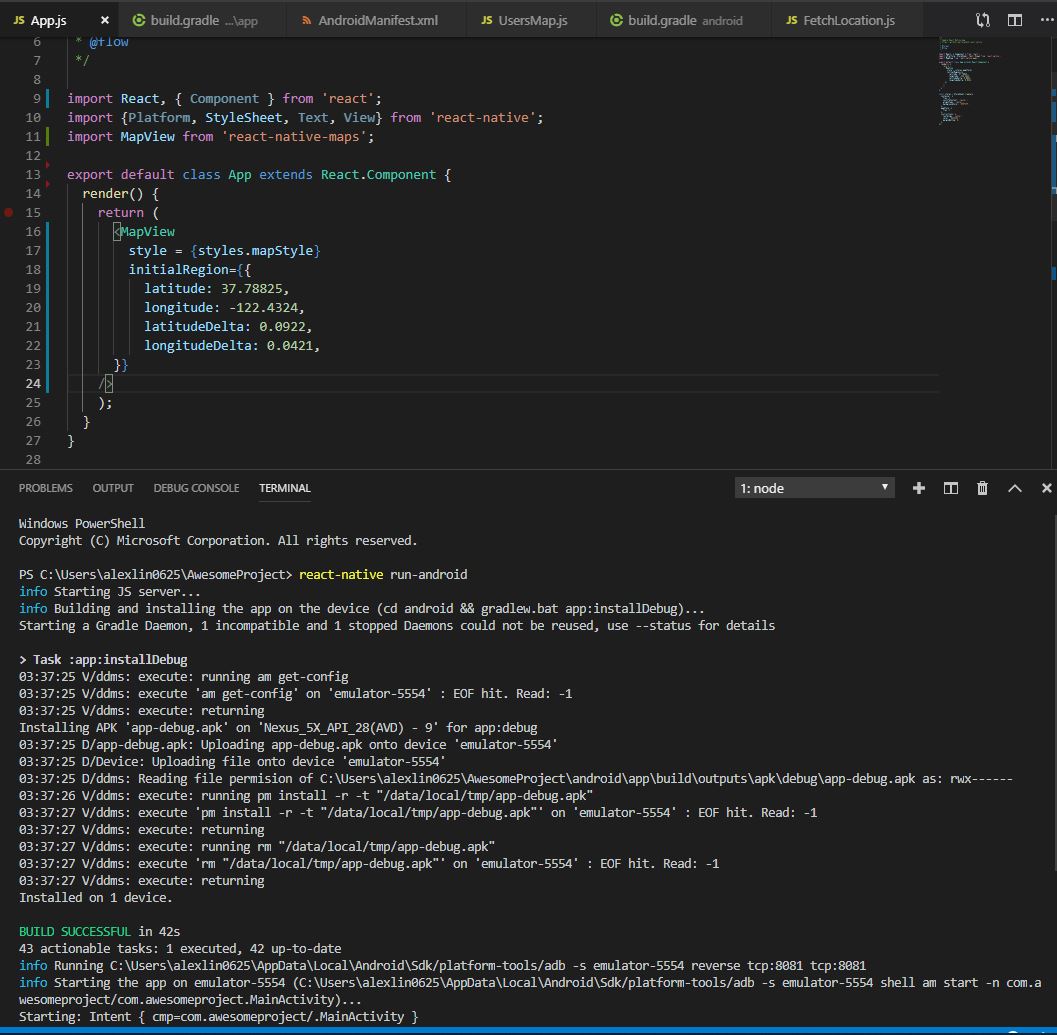 JS App.js × build.gradle ...\app AndroidManifest.xml JS UsersMap.js build.gradle android JS FetchLocation.js
6 * @flow
7 */
8
9 import React, { Component } from 'react';
10 import {Platform, StyleSheet, Text, View} from 'react-native';
11 import MapView from 'react-native-maps';
12
13 export default class App extends React.Component {
14 render() {
15 return (
16 <MapView
17 style = {styles.mapStyle}
18 initialRegion={{
19 latitude: 37.78825,
20 longitude: -122.4324,
21 latitudeDelta: 0.0922,
22 longitudeDelta: 0.0421,
23 }}
24 />
25 );
26 }
27 }
28
PROBLEMS OUTPUT DEBUG CONSOLE TERMINAL 1: node
Windows PowerShell
Copyright (C) Microsoft Corporation. All rights reserved.
PS C:\Users\alexlin0625\AwesomeProject> react-native run-android
info Starting JS server...
info Building and installing the app on the device (cd android && gradlew.bat app:installDebug)...
Starting a Gradle Daemon, 1 incompatible and 1 stopped Daemons could not be reused, use --status for details
> Task :app:installDebug
03:37:25 V/ddms: execute: running am get-config
03:37:25 V/ddms: execute 'am get-config' on 'emulator-5554' : EOF hit. Read: -1
03:37:25 V/ddms: execute: returning
Installing APK 'app-debug.apk' on 'Nexus_5X_API_28(AVD) - 9' for app:debug
03:37:25 D/app-debug.apk: Uploading app-debug.apk onto device 'emulator-5554'
03:37:25 D/Device: Uploading file onto device 'emulator-5554'
03:37:25 D/ddms: Reading file permision of C:\Users\alexlin0625\AwesomeProject\android\app\build\outputs\apk\debug\app-debug.apk as: rwx------
03:37:26 V/ddms: execute: running pm install -r -t "/data/local/tmp/app-debug.apk"
03:37:27 V/ddms: execute 'pm install -r -t "/data/local/tmp/app-debug.apk"' on 'emulator-5554' : EOF hit. Read: -1
03:37:27 V/ddms: execute: returning
03:37:27 V/ddms: execute: running rm "/data/local/tmp/app-debug.apk"
03:37:27 V/ddms: execute 'rm "/data/local/tmp/app-debug.apk"' on 'emulator-5554' : EOF hit. Read: -1
03:37:27 V/ddms: execute: returning
Installed on 1 device.
BUILD SUCCESSFUL in 42s
43 actionable tasks: 1 executed, 42 up-to-date
info Running C:\Users\alexlin0625\AppData\Local\Android\Sdk/platform-tools/adb -s emulator-5554 reverse tcp:8081 tcp:8081
info Starting the app on emulator-5554 (C:\Users\alexlin0625\AppData\Local\Android\Sdk/platform-tools/adb -s emulator-5554 shell am start -n com.a
wesomeproject/com.awesomeproject.MainActivity)...
Starting: Intent { cmp=com.awesomeproject/.MainActivity }